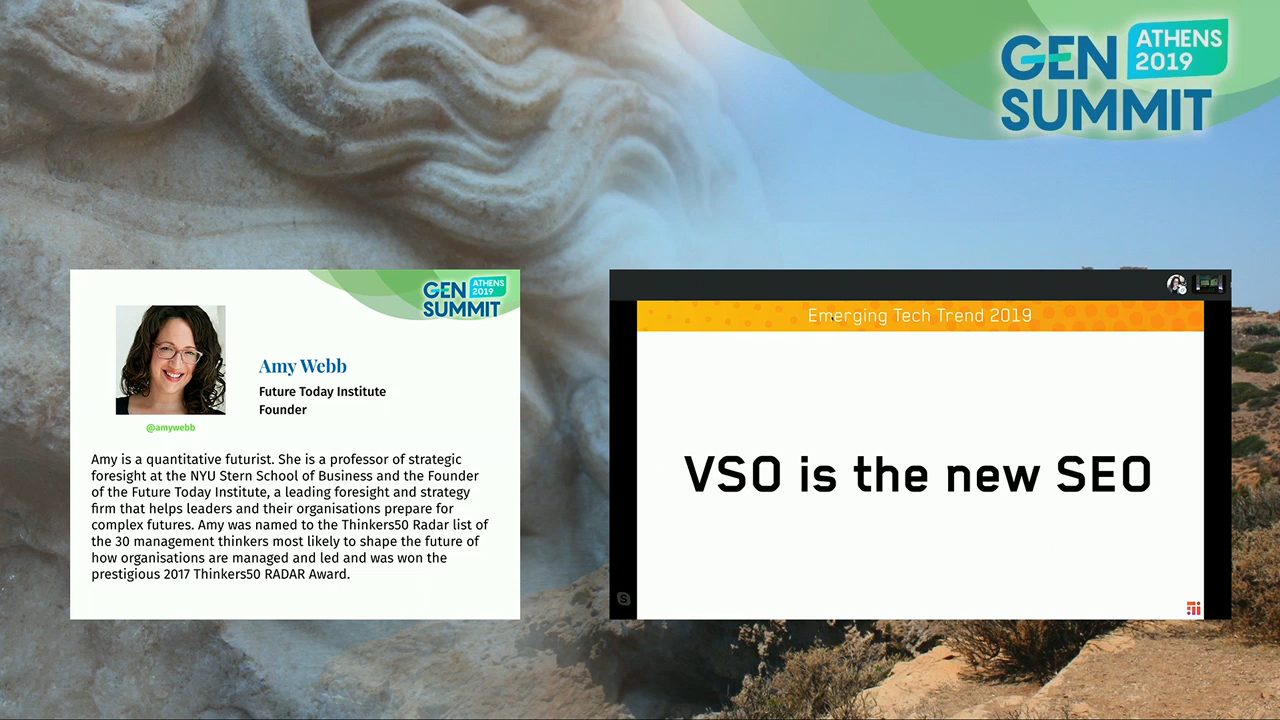 GEN
ATHENS
2019
SUMMIT
GEN
ATHENS
2019
SUMMIT
Amy Webb
Future Today Institute
Founder
@amywebb
Amy is a quantitative futurist. She is a professor of strategic
foresight at the NYU Stern School of Business and the Founder
of the Future Today Institute, a leading foresight and strategy
firm that helps leaders and their organisations prepare for
complex futures. Amy was named to the Thinkers50 Radar list of
the 30 management thinkers most likely to shape the future of
how organisations are managed and led and was won the
prestigious 2017 Thinkers50 RADAR Award.
Emerging Tech Trend 2019
VSO is the new SEO